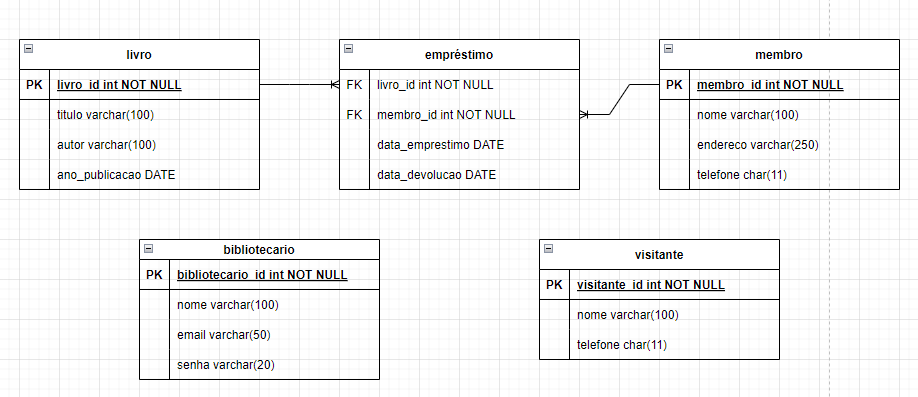 livro
PK livro_id int NOT NULL
titulo varchar(100)
autor varchar(100)
ano_publicacao DATE
empréstimo
FK livro_id int NOT NULL
FK membro_id int NOT NULL
data_emprestimo DATE
data_devolucao DATE
membro
PK membro_id int NOT NULL
nome varchar(100)
endereco varchar(250)
telefone char(11)
bibliotecario
PK bibliotecario_id int NOT NULL
nome varchar(100)
email varchar(50)
senha varchar(20)
visitante
PK visitante_id int NOT NULL
nome varchar(100)
telefone char(11)